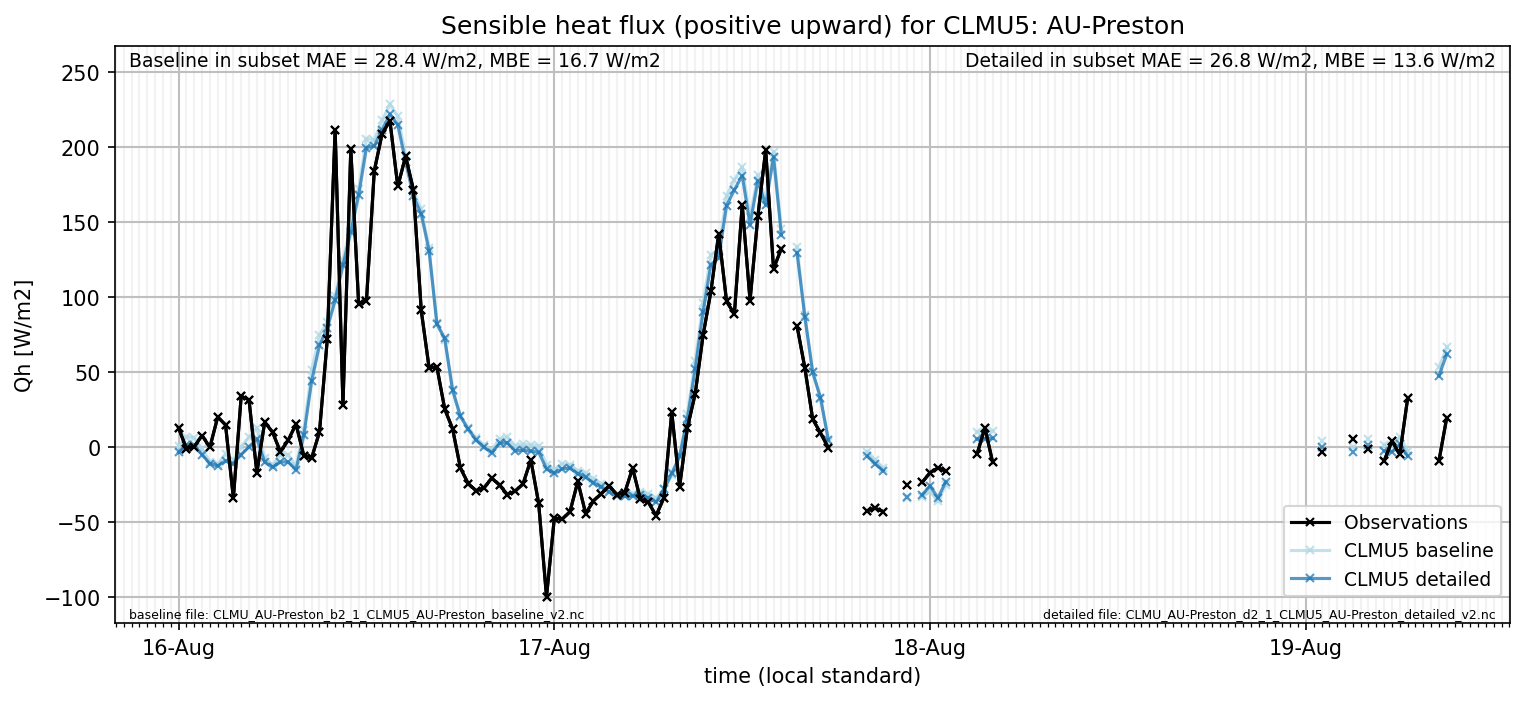 Sensible heat flux (positive upward) for CLMU5: AU-Preston
Baseline in subset MAE = 28.4 W/m2, MBE = 16.7 W/m2
Detailed in subset MAE = 26.8 W/m2, MBE = 13.6 W/m2
250
200
150
100
50
0
−50
−100
Qh [W/m2]
Observations
CLMU5 baseline
CLMU5 detailed
baseline file: CLMU_AU-Preston_b2_1_CLMU5_AU-Preston_baseline_v2.nc
detailed file: CLMU_AU-Preston_d2_1_CLMU5_AU-Preston_detailed_v2.nc
16-Aug
17-Aug
18-Aug
19-Aug
time (local standard)